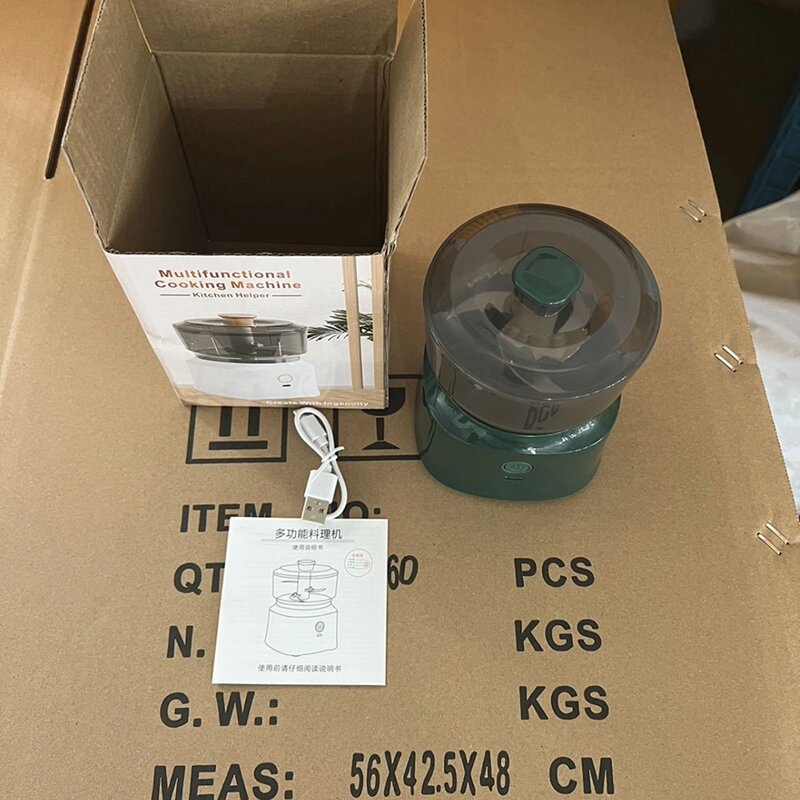 Multifunctional
Cooking Machine
Kitchen Helper
Create With Ingenuity
多功能料理机
使用说明书
使用前请仔细阅读说明书
ITEM
60 PCS
N. KGS
G.W.: KGS
MEAS: 56X42.5X48 CM